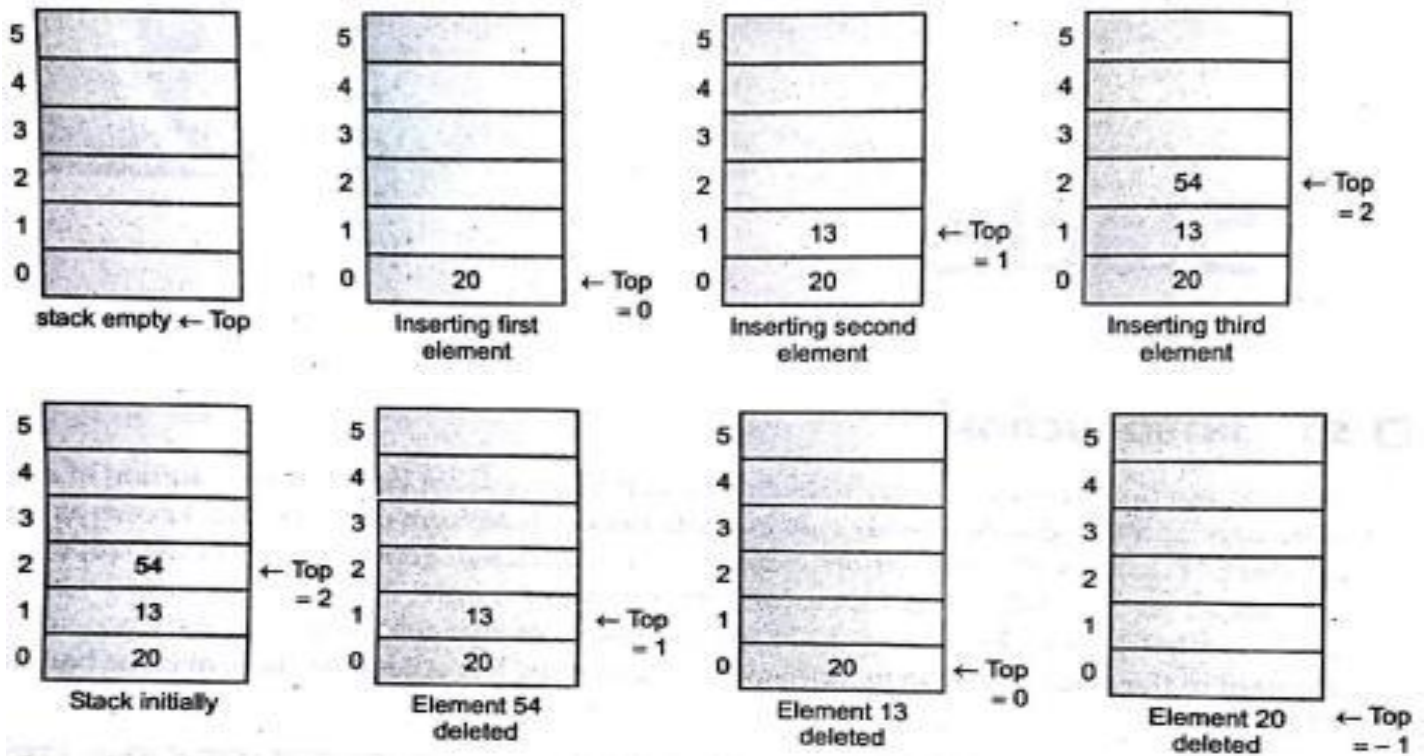 5
4
3
2
1
0
stack empty ← Top
5
4
3
2
1
0 20 ← Top
= 0
Inserting first
element
5
4
3
2
1 13 ← Top
= 1
0 20
Inserting second
element
5
4
3
2 54 ← Top
= 2
1 13
0 20
Inserting third
element
5
4
3
2 54 ← Top
= 2
1 13
0 20
Stack initially
5
4
3
2
1 13 ← Top
= 1
0 20
Element 54
deleted
5
4
3
2
1
0 20 ← Top
= 0
Element 13
deleted
5
4
3
2
1
0
Element 20 ← Top
deleted = – 1